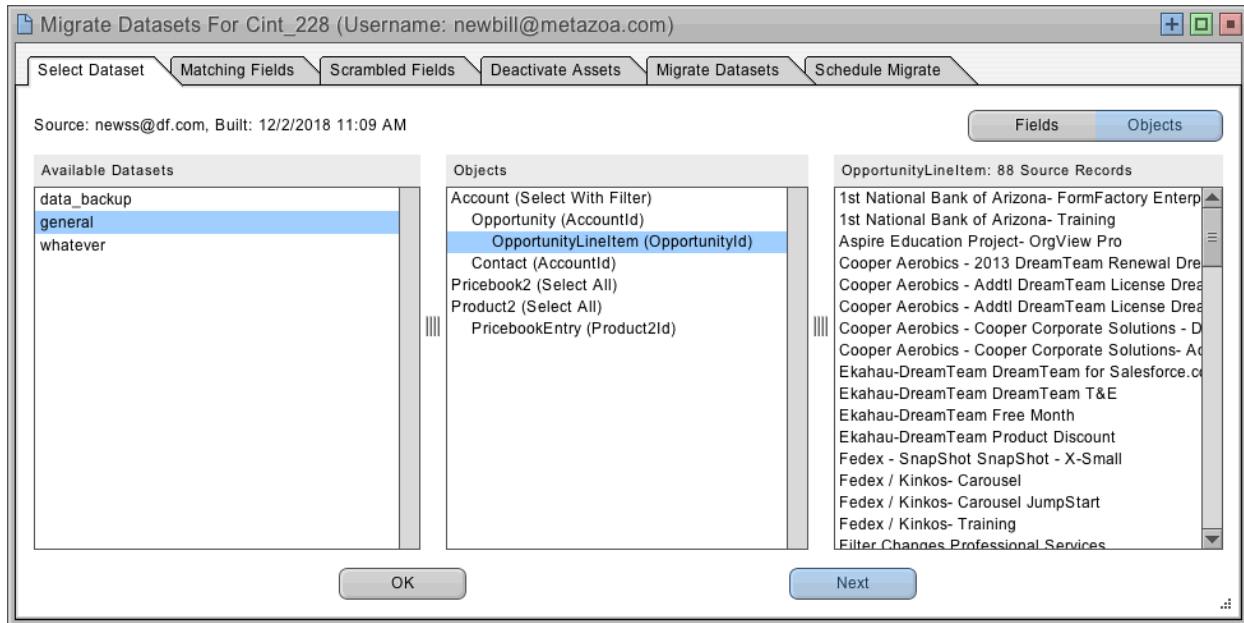 Migrate Datasets For Cint_228 (Username: newbill@metazoa.com)
Select Dataset
Matching Fields
Scrambled Fields
Deactivate Assets
Migrate Datasets
Schedule Migrate
Source: newss@df.com, Built: 12/2/2018 11:09 AM
Fields
Objects
Available Datasets
data_backup
general
whatever
Objects
Account (Select With Filter)
Opportunity (AccountId)
OpportunityLineItem (OpportunityId)
Contact (AccountId)
Pricebook2 (Select All)
Product2 (Select All)
PricebookEntry (Product2Id)
OpportunityLineItem: 88 Source Records
1st National Bank of Arizona- FormFactory Enterp
1st National Bank of Arizona- Training
Aspire Education Project- OrgView Pro
Cooper Aerobics - 2013 DreamTeam Renewal Dre
Cooper Aerobics - Addtl DreamTeam License Drea
Cooper Aerobics - Addtl DreamTeam License Drea
Cooper Aerobics - Cooper Corporate Solutions - D
Cooper Aerobics - Cooper Corporate Solutions- Ac
Ekahau-DreamTeam DreamTeam for Salesforce.co
Ekahau-DreamTeam DreamTeam T&E
Ekahau-DreamTeam Free Month
Ekahau-DreamTeam Product Discount
Fedex - SnapShot SnapShot - X-Small
Fedex / Kinkos- Carousel
Fedex / Kinkos- Carousel JumpStart
Fedex / Kinkos- Training
Filter Changes Professional Services
OK
Next